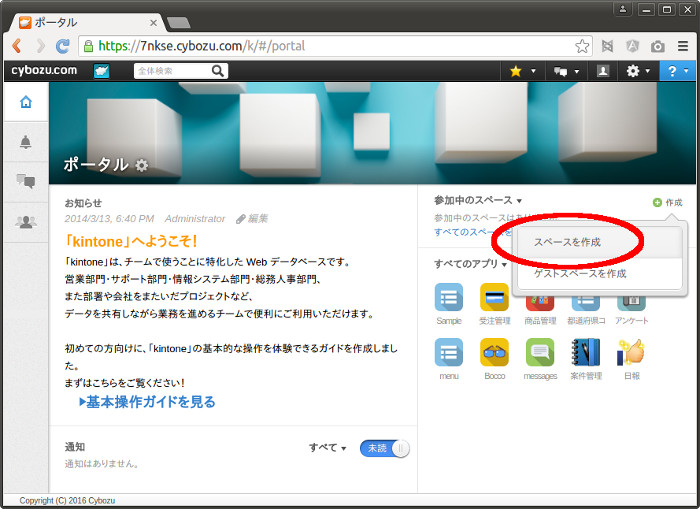 ポータル
https://7nkse.cybozu.com/k/#/portal
cybozu.com
全体検索
?
ポータル
お知らせ
2014/3/13, 6:40 PM Administrator 編集
「kintone」へようこそ！
「kintone」は、チームで使うことに特化した Web データベースです。
営業部門・サポート部門・情報システム部門・総務人事部門、
また部署や会社をまたいだプロジェクトなど、
データを共有しながら業務を進めるチームで便利にご利用いただけます。
初めての方向けに、「kintone」の基本的な操作を体験できるガイドを作成しまし
た。
まずはこちらをご覧ください！
▶基本操作ガイドを見る
通知
すべて
未読
通知はありません。
参加中のスペース
作成
参加中のスペースはあ
すべてのスペースを
スペースを作成
ゲストスペースを作成
すべてのアプリ
Sample
受注管理
商品管理
都道府県コ
アンケート
menu
Bocco
messages
案件管理
日報
Copyright (C) 2016 Cybozu